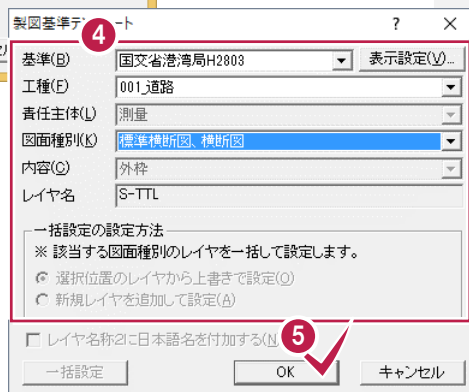 製図基準テンプレート
4
基準(B) 国交省港湾局H2803 表示設定(V)...
工種(F) 001_道路
責任主体(L) 測量
図面種別(K) 標準横断図、横断図
内容(C) 外枠
レイヤ名 S-TTL
一括設定の設定方法
※ 該当する図面種別のレイヤを一括して設定します。
選択位置のレイヤから上書きで設定(O)
新規レイヤを追加して設定(A)
レイヤ名称2に日本語名を付加する(N
5
一括設定 OK キャンセル